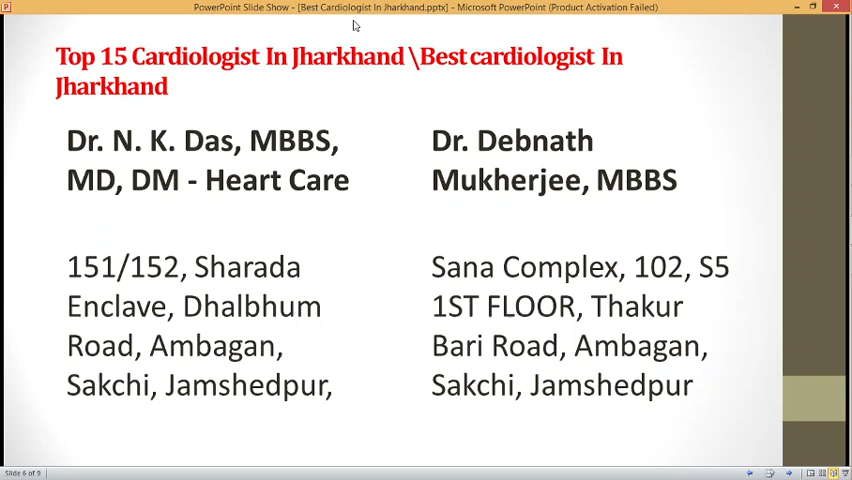 PowerPoint Slide Show - [Best Cardiologist In Jharkhand.pptx] - Microsoft PowerPoint (Product Activation Failed)
Top 15 Cardiologist In Jharkhand \Best cardiologist In
Jharkhand
Dr. N. K. Das, MBBS,
MD, DM - Heart Care
151/152, Sharada
Enclave, Dhalbhum
Road, Ambagan,
Sakchi, Jamshedpur,
Dr. Debnath
Mukherjee, MBBS
Sana Complex, 102, S5
1ST FLOOR, Thakur
Bari Road, Ambagan,
Sakchi, Jamshedpur
Slide 6 of 9